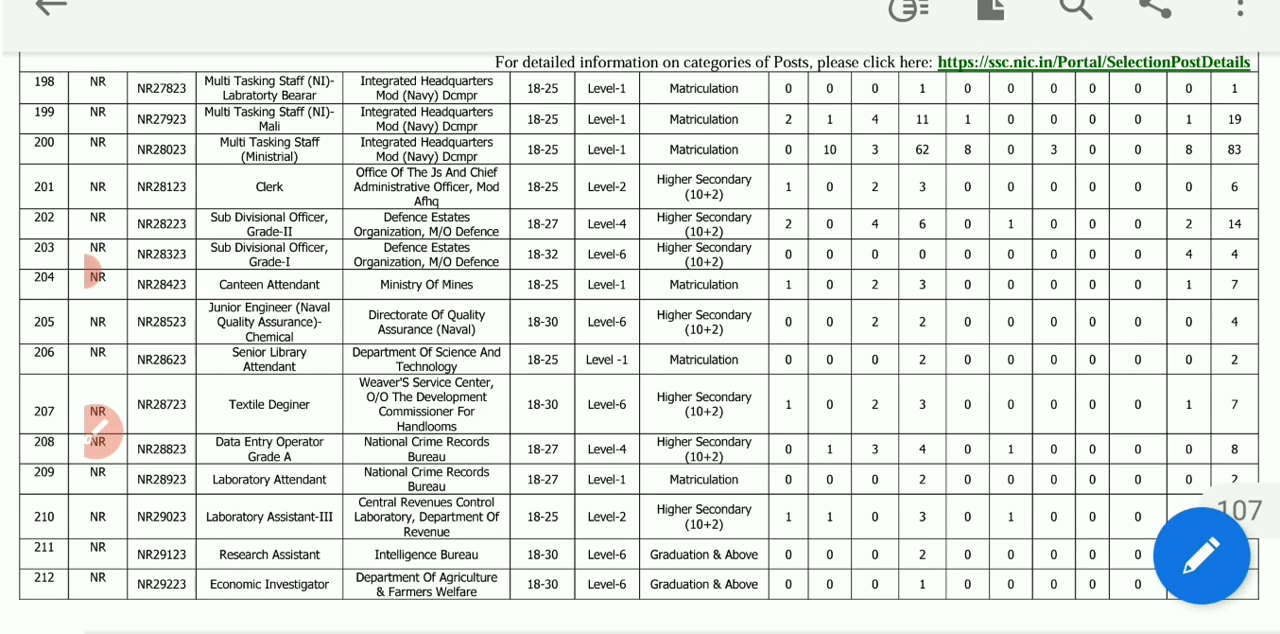 For detailed information on categories of Posts, please click here: https://ssc.nic.in/Portal/SelectionPostDetails
198 NR NR27823 Multi Tasking Staff (NI)- Labratorty Bearar Integrated Headquarters Mod (Navy) Dcmpr 18-25 Level-1 Matriculation 0 0 0 1 0 0 0 0 0 0 1
199 NR NR27923 Multi Tasking Staff (NI)- Mali Integrated Headquarters Mod (Navy) Dcmpr 18-25 Level-1 Matriculation 2 1 4 11 1 0 0 0 0 1 19
200 NR NR28023 Multi Tasking Staff (Ministrial) Integrated Headquarters Mod (Navy) Dcmpr 18-25 Level-1 Matriculation 0 10 3 62 8 0 3 0 0 8 83
201 NR NR28123 Clerk Office Of The Js And Chief Administrative Officer, Mod Afhq 18-25 Level-2 Higher Secondary (10+2) 1 0 2 3 0 0 0 0 0 0 6
202 NR NR28223 Sub Divisional Officer, Grade-II Defence Estates Organization, M/O Defence 18-27 Level-4 Higher Secondary (10+2) 2 0 4 6 0 1 0 0 0 2 14
203 NR NR28323 Sub Divisional Officer, Grade-I Defence Estates Organization, M/O Defence 18-32 Level-6 Higher Secondary (10+2) 0 0 0 0 0 0 0 0 0 4 4
204 NR NR28423 Canteen Attendant Ministry Of Mines 18-25 Level-1 Matriculation 1 0 2 3 0 0 0 0 0 1 7
205 NR NR28523 Junior Engineer (Naval Quality Assurance)- Chemical Directorate Of Quality Assurance (Naval) 18-30 Level-6 Higher Secondary (10+2) 0 0 2 2 0 0 0 0 0 0 4
206 NR NR28623 Senior Library Attendant Department Of Science And Technology 18-25 Level -1 Matriculation 0 0 0 2 0 0 0 0 0 0 2
207 NR NR28723 Textile Deginer Weaver'S Service Center, O/O The Development Commissioner For Handlooms 18-30 Level-6 Higher Secondary (10+2) 1 0 2 3 0 0 0 0 0 1 7
208 NR NR28823 Data Entry Operator Grade A National Crime Records Bureau 18-27 Level-4 Higher Secondary (10+2) 0 1 3 4 0 1 0 0 0 0 8
209 NR NR28923 Laboratory Attendant National Crime Records Bureau 18-27 Level-1 Matriculation 0 0 0 2 0 0 0 0 0 0 2
210 NR NR29023 Laboratory Assistant-III Central Revenues Control Laboratory, Department Of Revenue 18-25 Level-2 Higher Secondary (10+2) 1 1 0 3 0 1 0 0 0
107
211 NR NR29123 Research Assistant Intelligence Bureau 18-30 Level-6 Graduation & Above 0 0 0 2 0 0 0 0 0
212 NR NR29223 Economic Investigator Department Of Agriculture & Farmers Welfare 18-30 Level-6 Graduation & Above 0 0 0 1 0 0 0 0 0